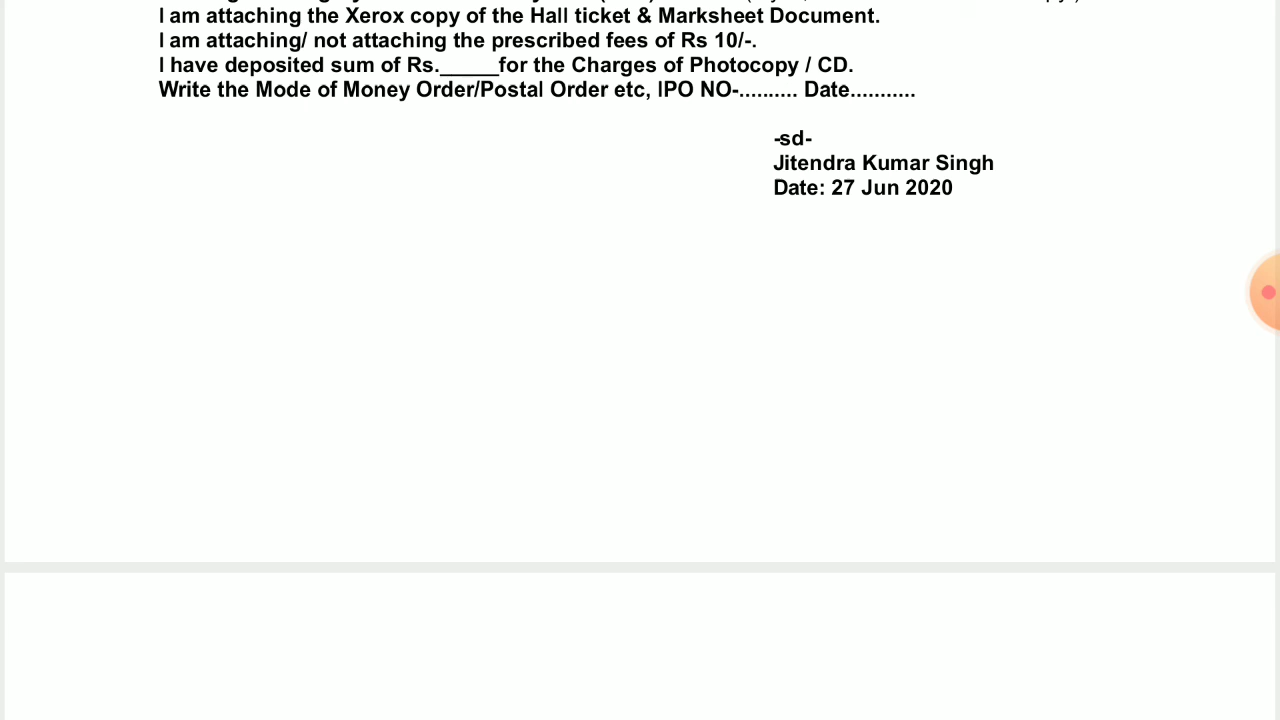 I am attaching the Xerox copy of the Hall ticket & Marksheet Document.
I am attaching/ not attaching the prescribed fees of Rs 10/-.
I have deposited sum of Rs._____for the Charges of Photocopy / CD.
Write the Mode of Money Order/Postal Order etc, IPO NO-.......... Date...........
-sd-
Jitendra Kumar Singh
Date: 27 Jun 2020